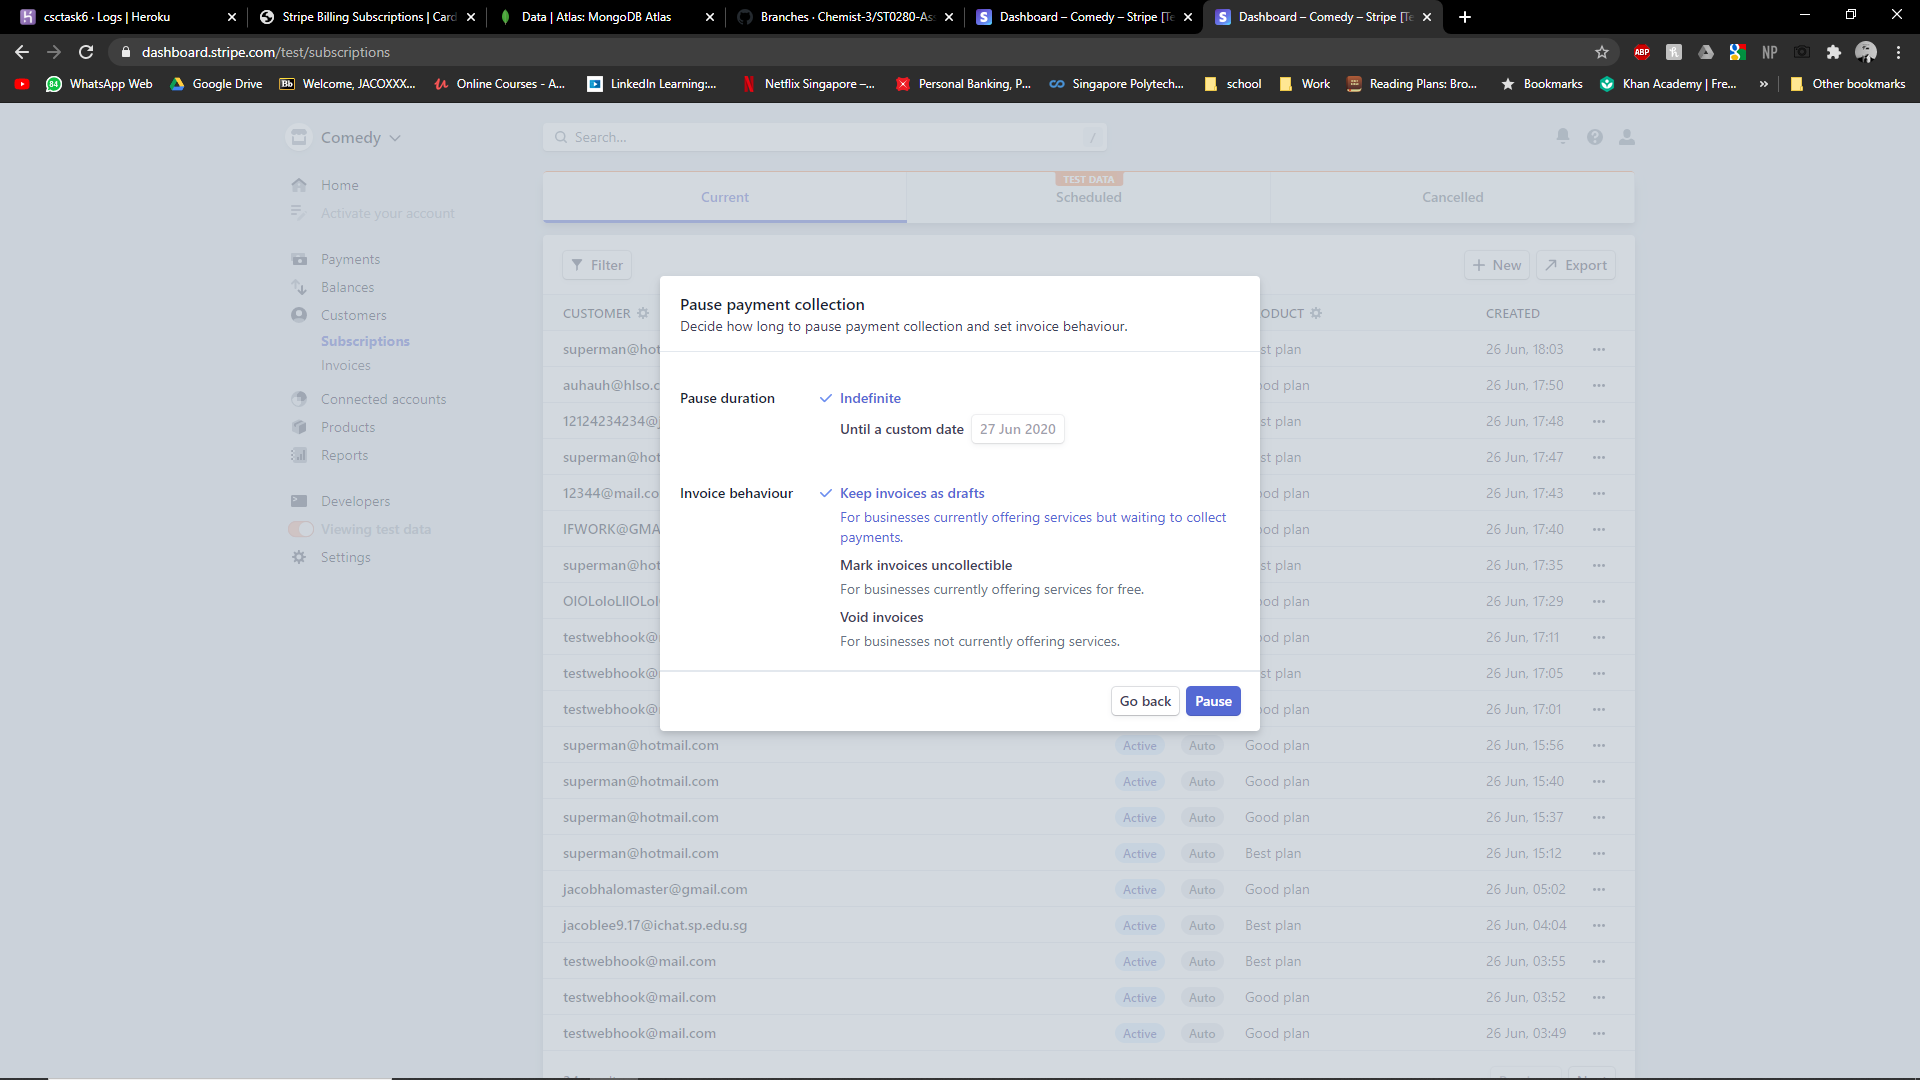 csctask6 · Logs | Heroku
Stripe Billing Subscriptions | Card
Data | Atlas: MongoDB Atlas
Branches · Chemist-3/ST0280-As
Dashboard – Comedy – Stripe [Te
Dashboard – Comedy – Stripe [T
dashboard.stripe.com/test/subscriptions
ABP
NP
84 WhatsApp Web
Google Drive
Bb Welcome, JACOXXX...
Online Courses - A...
LinkedIn Learning:...
Netflix Singapore –...
Personal Banking, P...
Singapore Polytech...
school
Work
Reading Plans: Bro...
Bookmarks
Khan Academy | Fre...
»
Other bookmarks
Comedy
Search...
/
Home
Activate your account
Payments
Balances
Customers
Subscriptions
Invoices
Connected accounts
Products
Reports
Developers
Viewing test data
Settings
TEST DATA
Current
Scheduled
Cancelled
Filter
New
Export
CUSTOMER
ODUCT
CREATED
superman@hot st plan 26 Jun, 18:03
auhauh@hlso.c ood plan 26 Jun, 17:50
12124234234@ st plan 26 Jun, 17:48
superman@hot st plan 26 Jun, 17:47
12344@mail.co ood plan 26 Jun, 17:43
IFWORK@GMA ood plan 26 Jun, 17:40
superman@hot st plan 26 Jun, 17:35
ood plan 26 Jun, 17:29
testwebhook@ ood plan 26 Jun, 17:11
testwebhook@ st plan 26 Jun, 17:05
testwebhook@ ood plan 26 Jun, 17:01
superman@hotmail.com Active Auto Good plan 26 Jun, 15:56
superman@hotmail.com Active Auto Good plan 26 Jun, 15:40
superman@hotmail.com Active Auto Good plan 26 Jun, 15:37
superman@hotmail.com Active Auto Best plan 26 Jun, 15:12
jacobhalomaster@gmail.com Active Auto Good plan 26 Jun, 05:02
jacoblee9.17@ichat.sp.edu.sg Active Auto Best plan 26 Jun, 04:04
testwebhook@mail.com Active Auto Best plan 26 Jun, 03:55
testwebhook@mail.com Active Auto Good plan 26 Jun, 03:52
testwebhook@mail.com Active Auto Good plan 26 Jun, 03:49
Pause payment collection
Decide how long to pause payment collection and set invoice behaviour.
Pause duration
Indefinite
Until a custom date 27 Jun 2020
Invoice behaviour
Keep invoices as drafts
For businesses currently offering services but waiting to collect
payments.
Mark invoices uncollectible
For businesses currently offering services for free.
Void invoices
For businesses not currently offering services.
Go back
Pause